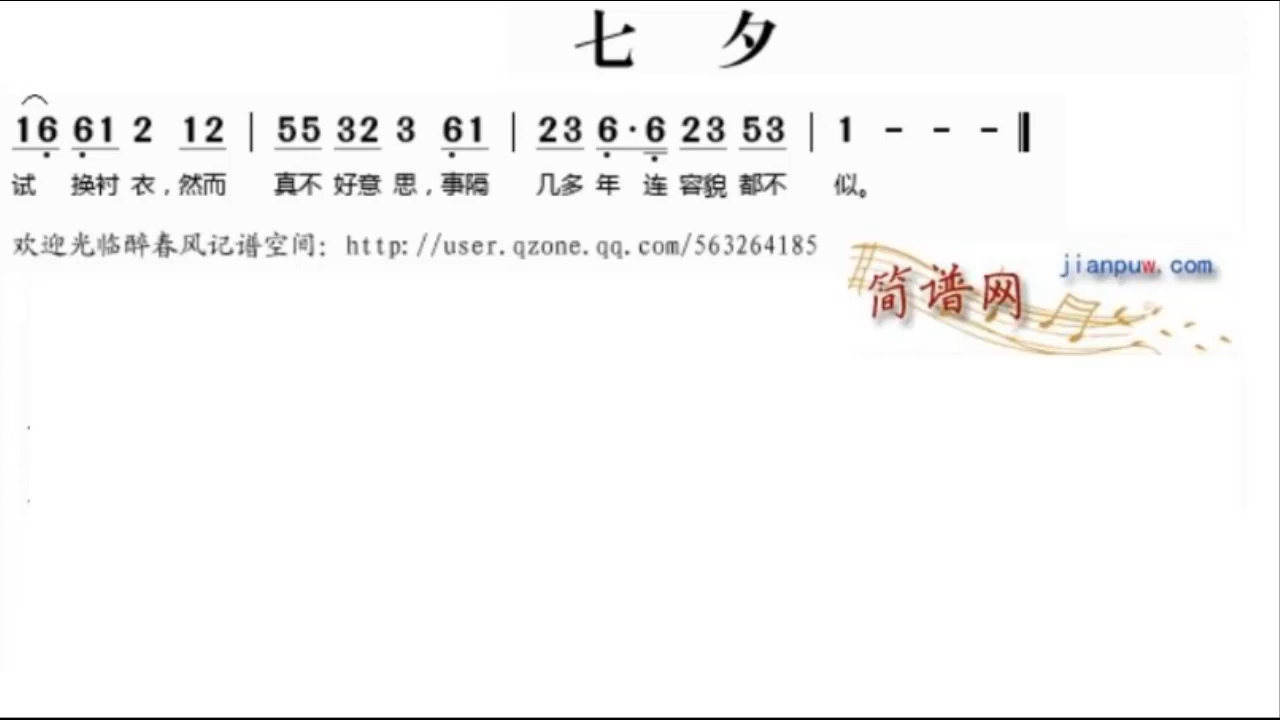 七 夕
16 61 2 12 | 55 32 3 61 | 23 6·6 23 53 | 1 - - - ‖
试 换衬 衣，然而 真不 好意 思，事隔 几多 年 连 容貌 都不 似。
欢迎光临醉春风记谱空间：http://user.qzone.qq.com/563264185
简谱网 jianpuw.com